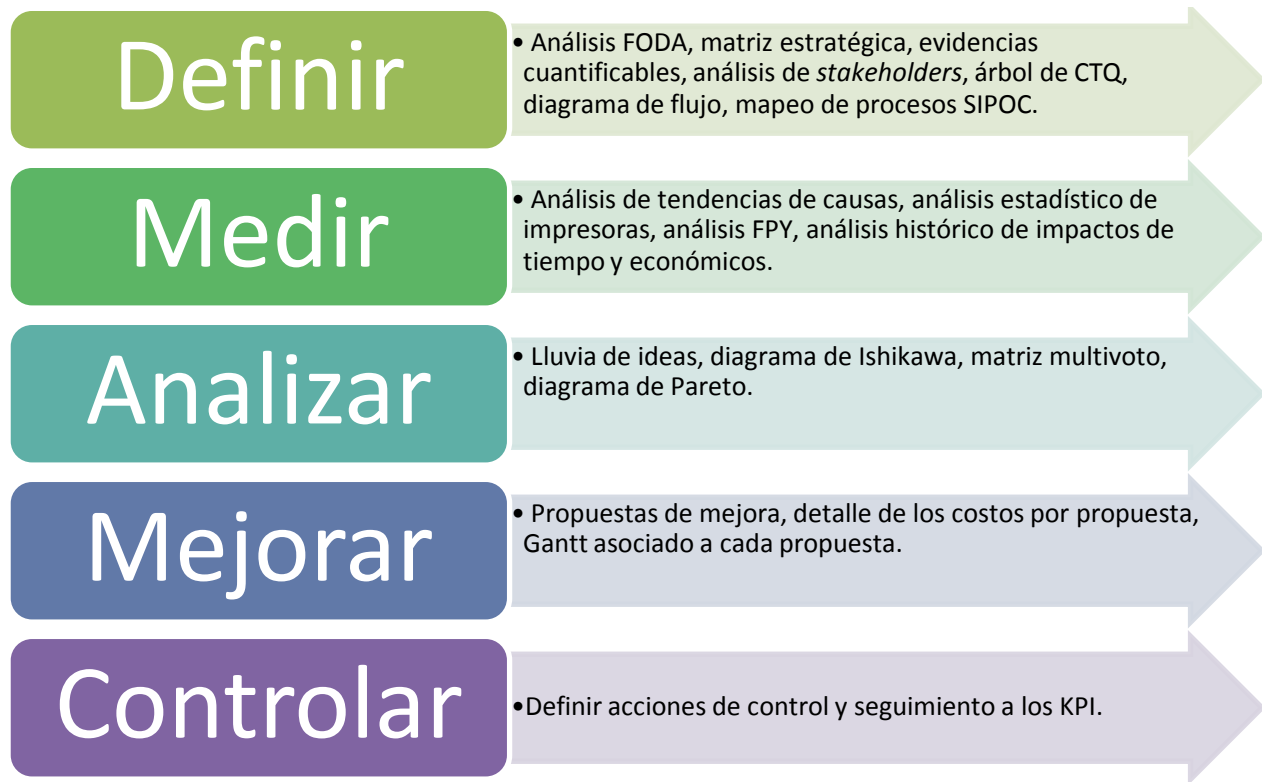 Definir
• Análisis FODA, matriz estratégica, evidencias
cuantificables, análisis de stakeholders, árbol de CTQ,
diagrama de flujo, mapeo de procesos SIPOC.
Medir
• Análisis de tendencias de causas, análisis estadístico de
impresoras, análisis FPY, análisis histórico de impactos de
tiempo y económicos.
Analizar
• Lluvia de ideas, diagrama de Ishikawa, matriz multivoto,
diagrama de Pareto.
Mejorar
• Propuestas de mejora, detalle de los costos por propuesta,
Gantt asociado a cada propuesta.
Controlar
•Definir acciones de control y seguimiento a los KPI.